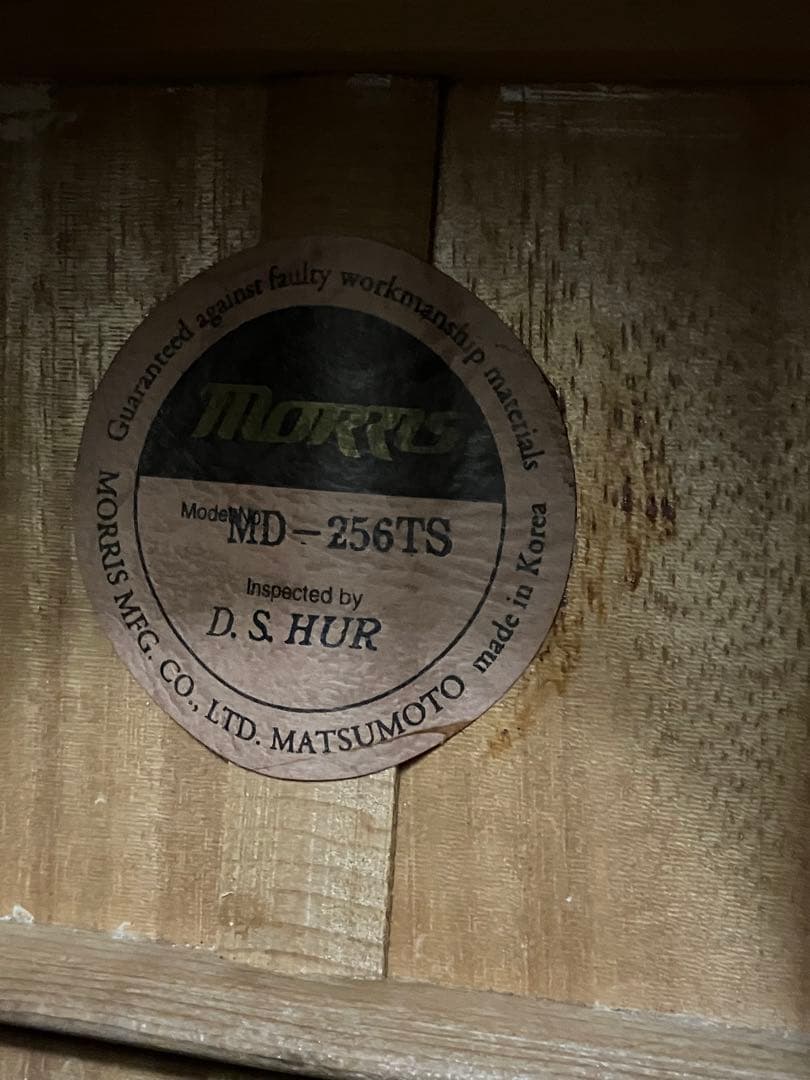 Guaranteed against faulty workmanship materials
MORRIS
Model No.
MD-256TS
Inspected by
D. S. HUR
MORRIS MFG. CO., LTD. MATSUMOTO made in Korea